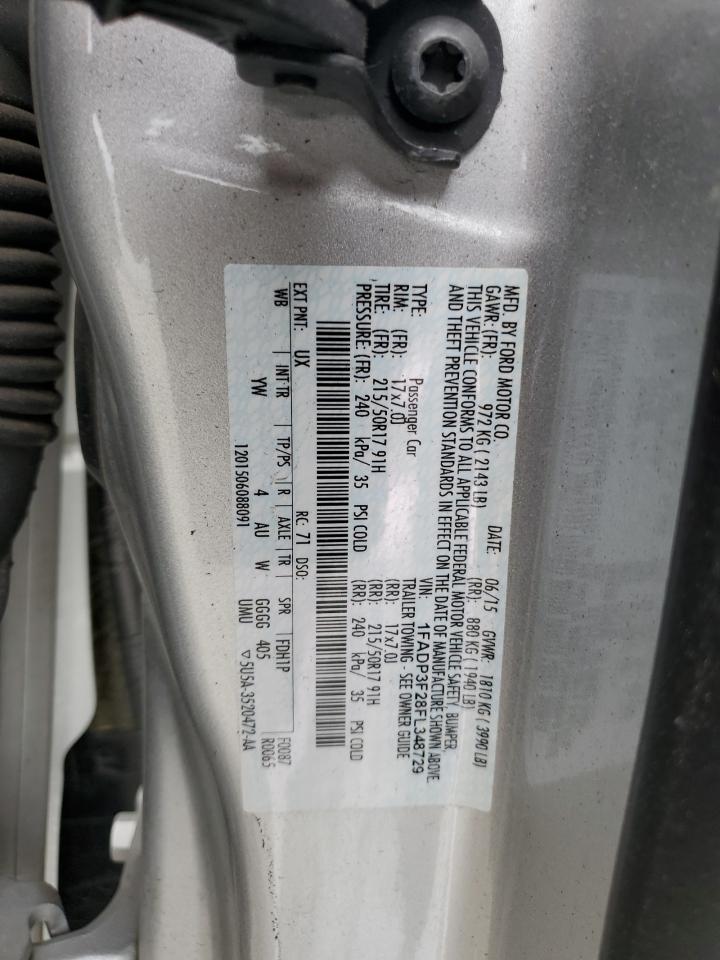 MFD. BY FORD MOTOR CO.
DATE: 06/15 GVWR: 1810 KG ( 3990 LB)
GAWR: (FR): 972 KG ( 2143 LB) (RR): 880 KG ( 1940 LB)
THIS VEHICLE CONFORMS TO ALL APPLICABLE FEDERAL MOTOR VEHICLE SAFETY, BUMPER,
AND THEFT PREVENTION STANDARDS IN EFFECT ON THE DATE OF MANUFACTURE SHOWN ABOVE.
VIN: 1FADP3F28FL348729
TYPE: Passenger Car TRAILER TOWING - SEE OWNER GUIDE
RIM: (FR): 17x7.0J (RR): 17x7.0J
TIRE: (FR): 215/50R17 91H (RR): 215/50R17 91H
PRESSURE: (FR): 240 kPa/ 35 PSI COLD (RR): 240 kPa/ 35 PSI COLD
EXT PNT: UX RC: 71 DSO: FDH1P F0087
R0065
WB INT TR TP/PS R AXLE TR SPR
YW 4 AU W GGGG 405
1201506088091 UMU ▽5U5A-3520472-AA